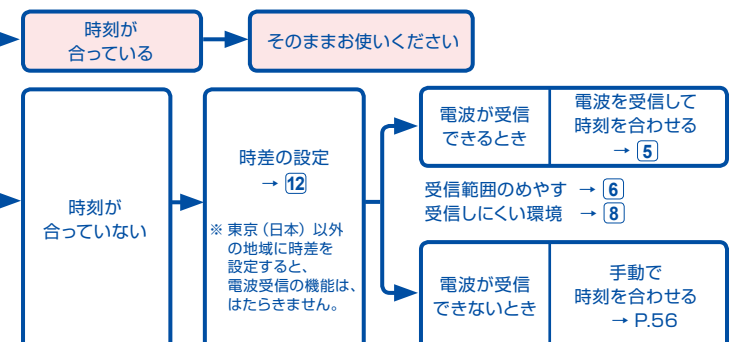 時刻が
合っている
そのままお使いください
時刻が
合っていない
時差の設定
→ 12
※ 東京（日本）以外
の地域に時差を
設定すると、
電波受信の機能は、
はたらきません。
電波が受信
できるとき
電波を受信して
時刻を合わせる
→ 5
受信範囲のめやす → 6
受信しにくい環境 → 8
電波が受信
できないとき
手動で
時刻を合わせる
→ P.56